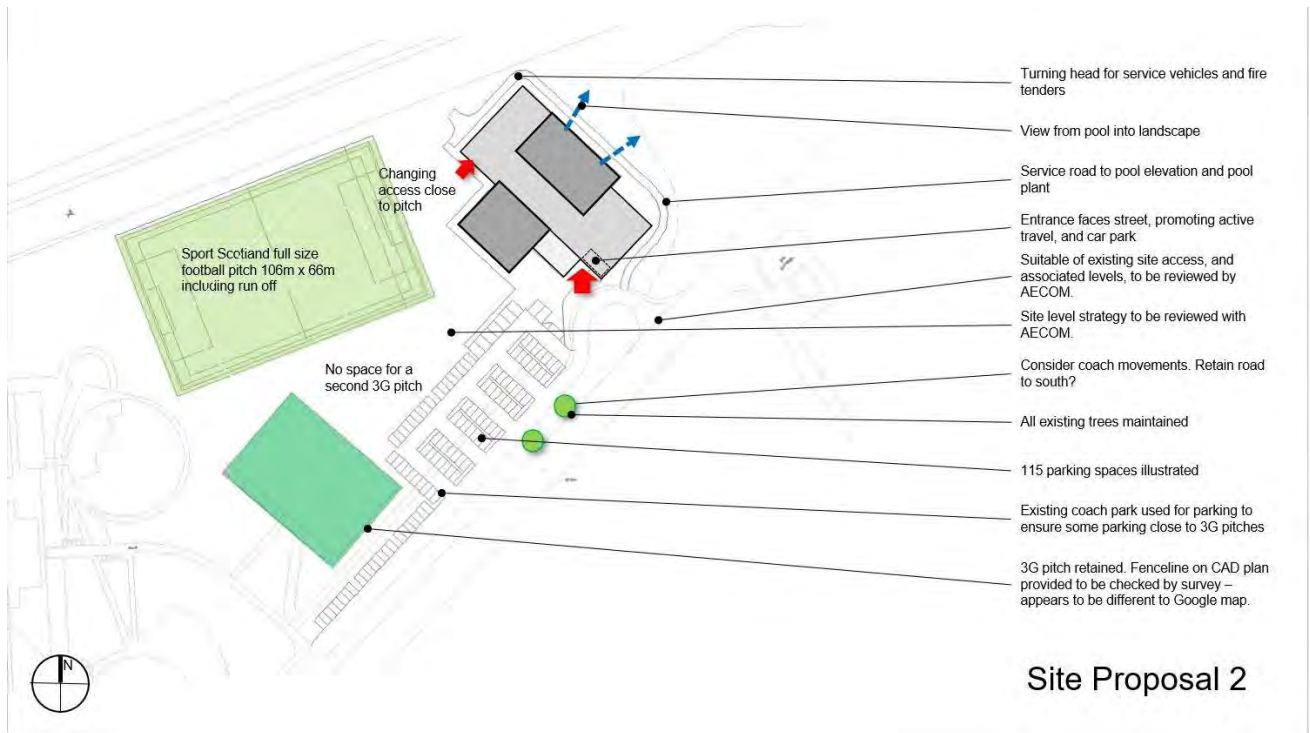 Turning head for service vehicles and fire
tenders
View from pool into landscape
Service road to pool elevation and pool
plant
Entrance faces street, promoting active
travel, and car park
Suitable of existing site access, and
associated levels, to be reviewed by
AECOM.
Site level strategy to be reviewed with
AECOM.
Consider coach movements. Retain road
to south?
All existing trees maintained
115 parking spaces illustrated
Existing coach park used for parking to
ensure some parking close to 3G pitches
3G pitch retained. Fenceline on CAD plan
provided to be checked by survey –
appears to be different to Google map.
Changing
access close
to pitch
Sport Scotland full size
football pitch 106m x 66m
including run off
No space for a
second 3G pitch
N
Site Proposal 2